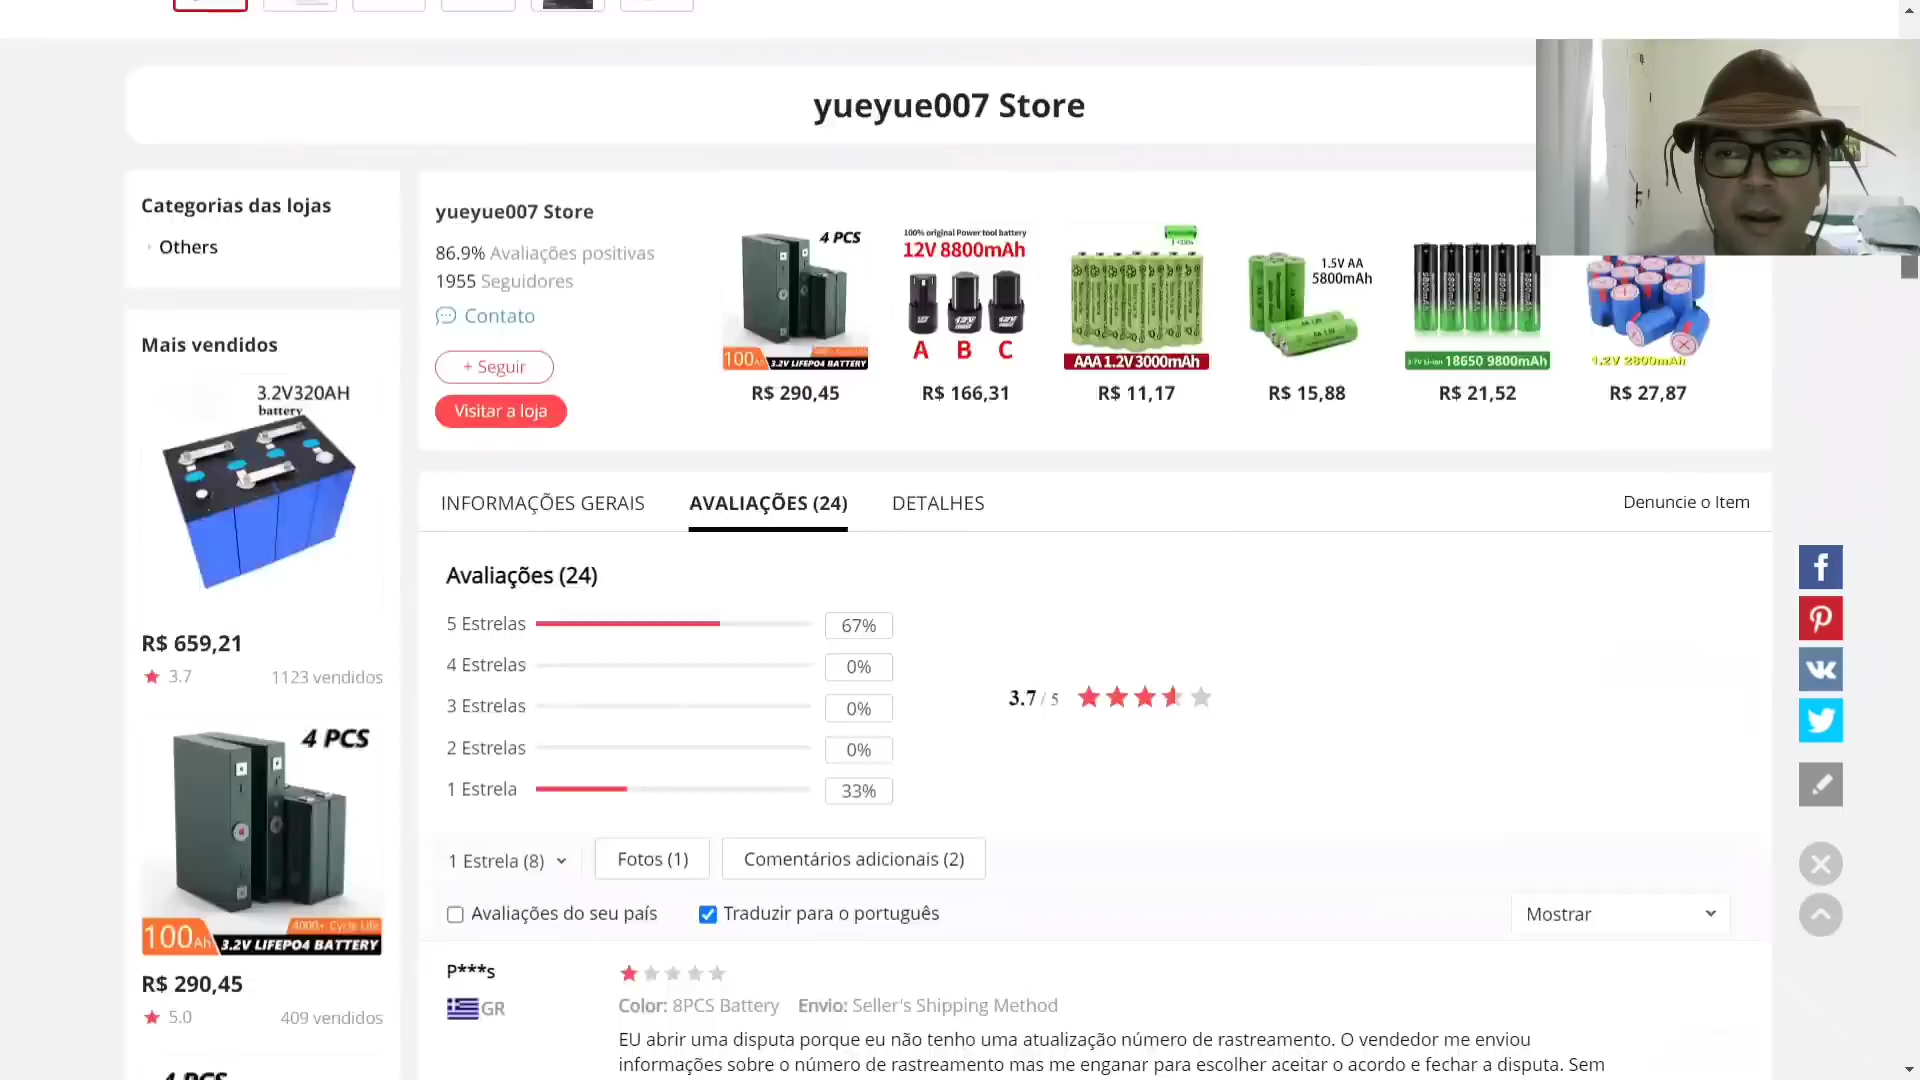 yueyue007 Store
Categorias das lojas
Others
Mais vendidos
3.2V320AH
battery
R$ 659,21
3.7
1123 vendidos
4 PCS
4000+ Cycle Life
100Ah 3.2V LIFEPO4 BATTERY
R$ 290,45
5.0
409 vendidos
4 PCS
yueyue007 Store
86.9% Avaliações positivas
1955 Seguidores
Contato
+ Seguir
Visitar a loja
4 PCS
100Ah 3.2V LIFEPO4 BATTERY
R$ 290,45
100% original Power tool battery
12V 8800mAh
A B C
R$ 166,31
AAA 1.2V 3000mAh
R$ 11,17
1.5V AA
5800mAh
R$ 15,88
3.7V Li-ion 18650 9800mAh
R$ 21,52
1.2V 2800mAh
R$ 27,87
INFORMAÇÕES GERAIS
AVALIAÇÕES (24)
DETALHES
Denuncie o Item
Avaliações (24)
5 Estrelas 67%
4 Estrelas 0%
3 Estrelas 0%
2 Estrelas 0%
1 Estrela 33%
3.7 / 5
1 Estrela (8)
Fotos (1)
Comentários adicionais (2)
Avaliações do seu país
Traduzir para o português
Mostrar
P***s
GR
Color: 8PCS Battery Envio: Seller's Shipping Method
EU abrir uma disputa porque eu não tenho uma atualização número de rastreamento. O vendedor me enviou
informações sobre o número de rastreamento mas me enganar para escolher aceitar o acordo e fechar a disputa. Sem